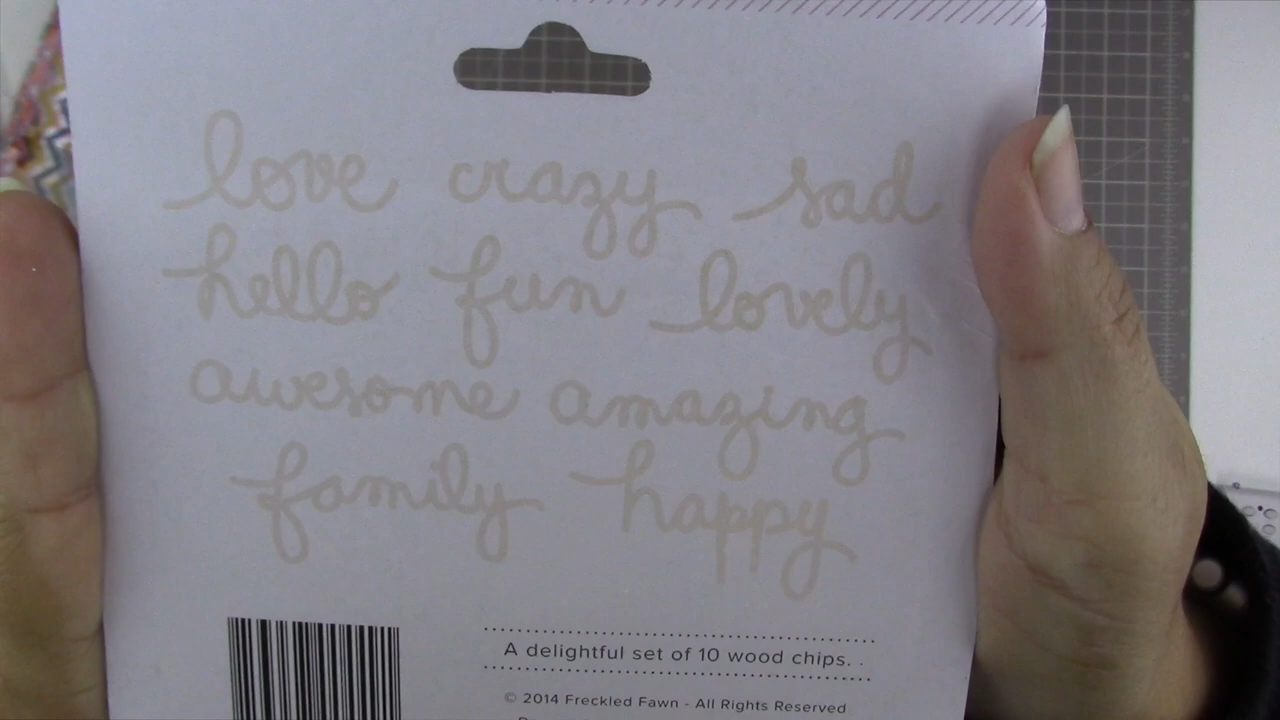 love crazy sad
hello fun lovely
awesome amazing
family happy
A delightful set of 10 wood chips.
© 2014 Freckled Fawn - All Rights Reserved